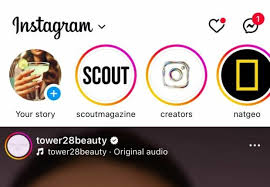 Instagram
1
SCOUT
Your story
scoutmagazine
creators
natgeo
tower28beauty
tower28beauty · Original audio